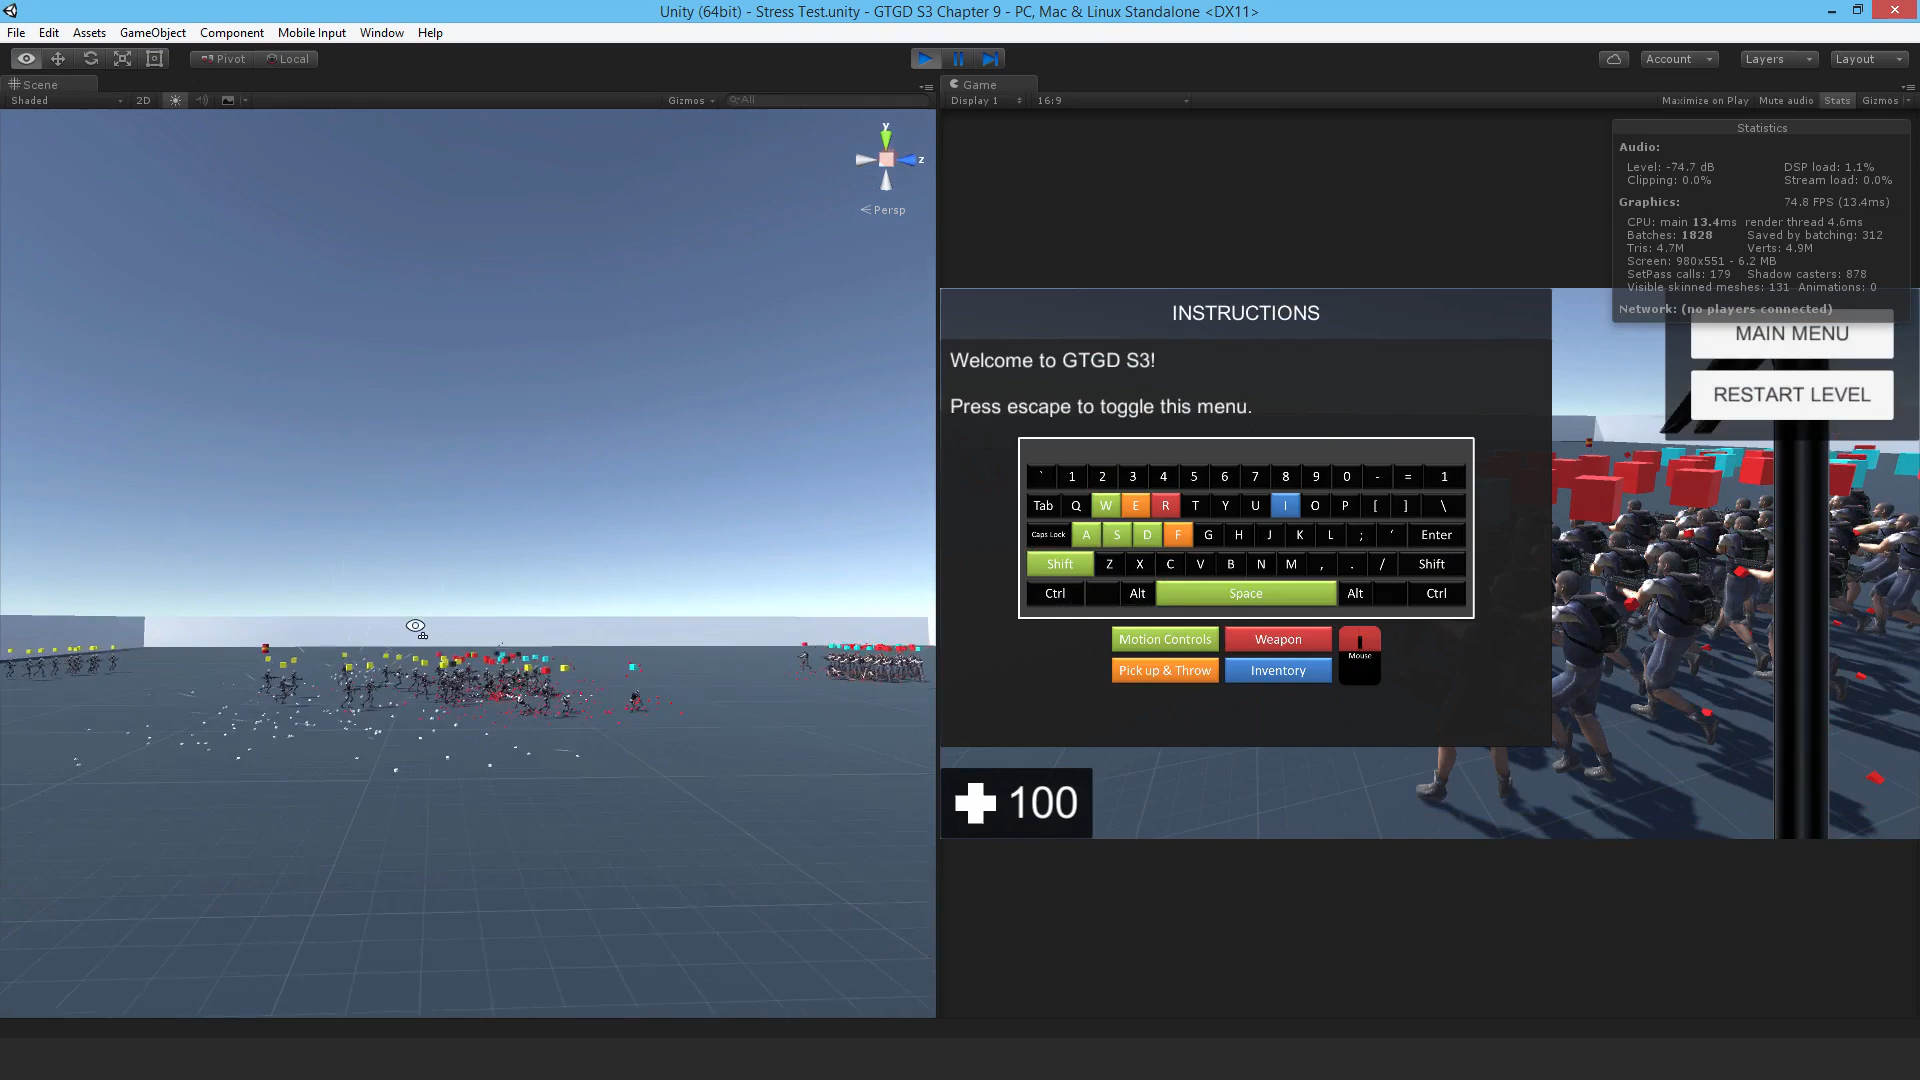 Unity (64bit) - Stress Test.unity - GTGD S3 Chapter 9 - PC, Mac & Linux Standalone <DX11>
File Edit Assets GameObject Component Mobile Input Window Help
Pivot Local Account Layers Layout
Scene
Shaded 2D Gizmos All
Game
Display 1 16:9 Maximize on Play Mute audio Stats Gizmos
y
z
Persp
Statistics
Audio:
Level: -74.7 dB DSP load: 1.1%
Clipping: 0.0% Stream load: 0.0%
Graphics: 74.8 FPS (13.4ms)
CPU: main 13.4ms render thread 4.6ms
Batches: 1828 Saved by batching: 312
Tris: 4.7M Verts: 4.9M
Screen: 980x551 - 6.2 MB
SetPass calls: 179 Shadow casters: 878
Visible skinned meshes: 131 Animations: 0
Network: (no players connected)
MAIN MENU
RESTART LEVEL
INSTRUCTIONS
Welcome to GTGD S3!
Press escape to toggle this menu.
` 1 2 3 4 5 6 7 8 9 0 - = 1
Tab Q W E R T Y U I O P [ ] \
Caps Lock A S D F G H J K L ; ‘ Enter
Shift Z X C V B N M , . / Shift
Ctrl Alt Space Alt Ctrl
Motion Controls Weapon
Mouse
Pick up & Throw Inventory
100